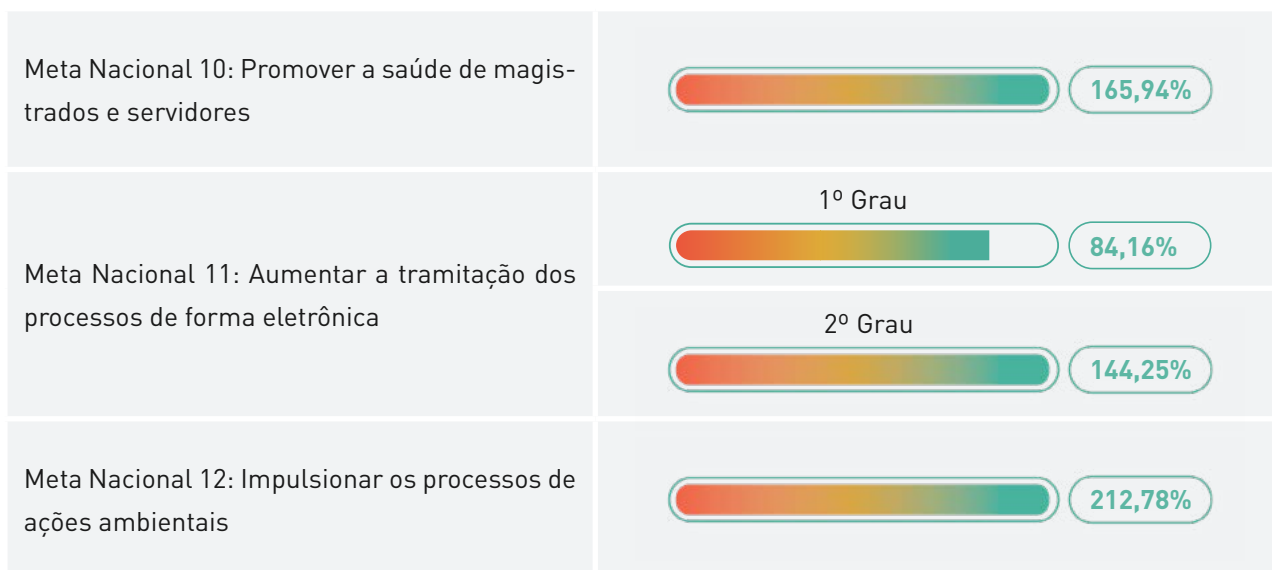 Meta Nacional 10: Promover a saúde de magis-
trados e servidores
165,94%
Meta Nacional 11: Aumentar a tramitação dos
processos de forma eletrônica
1º Grau
84,16%
2º Grau
144,25%
Meta Nacional 12: Impulsionar os processos de
ações ambientais
212,78%